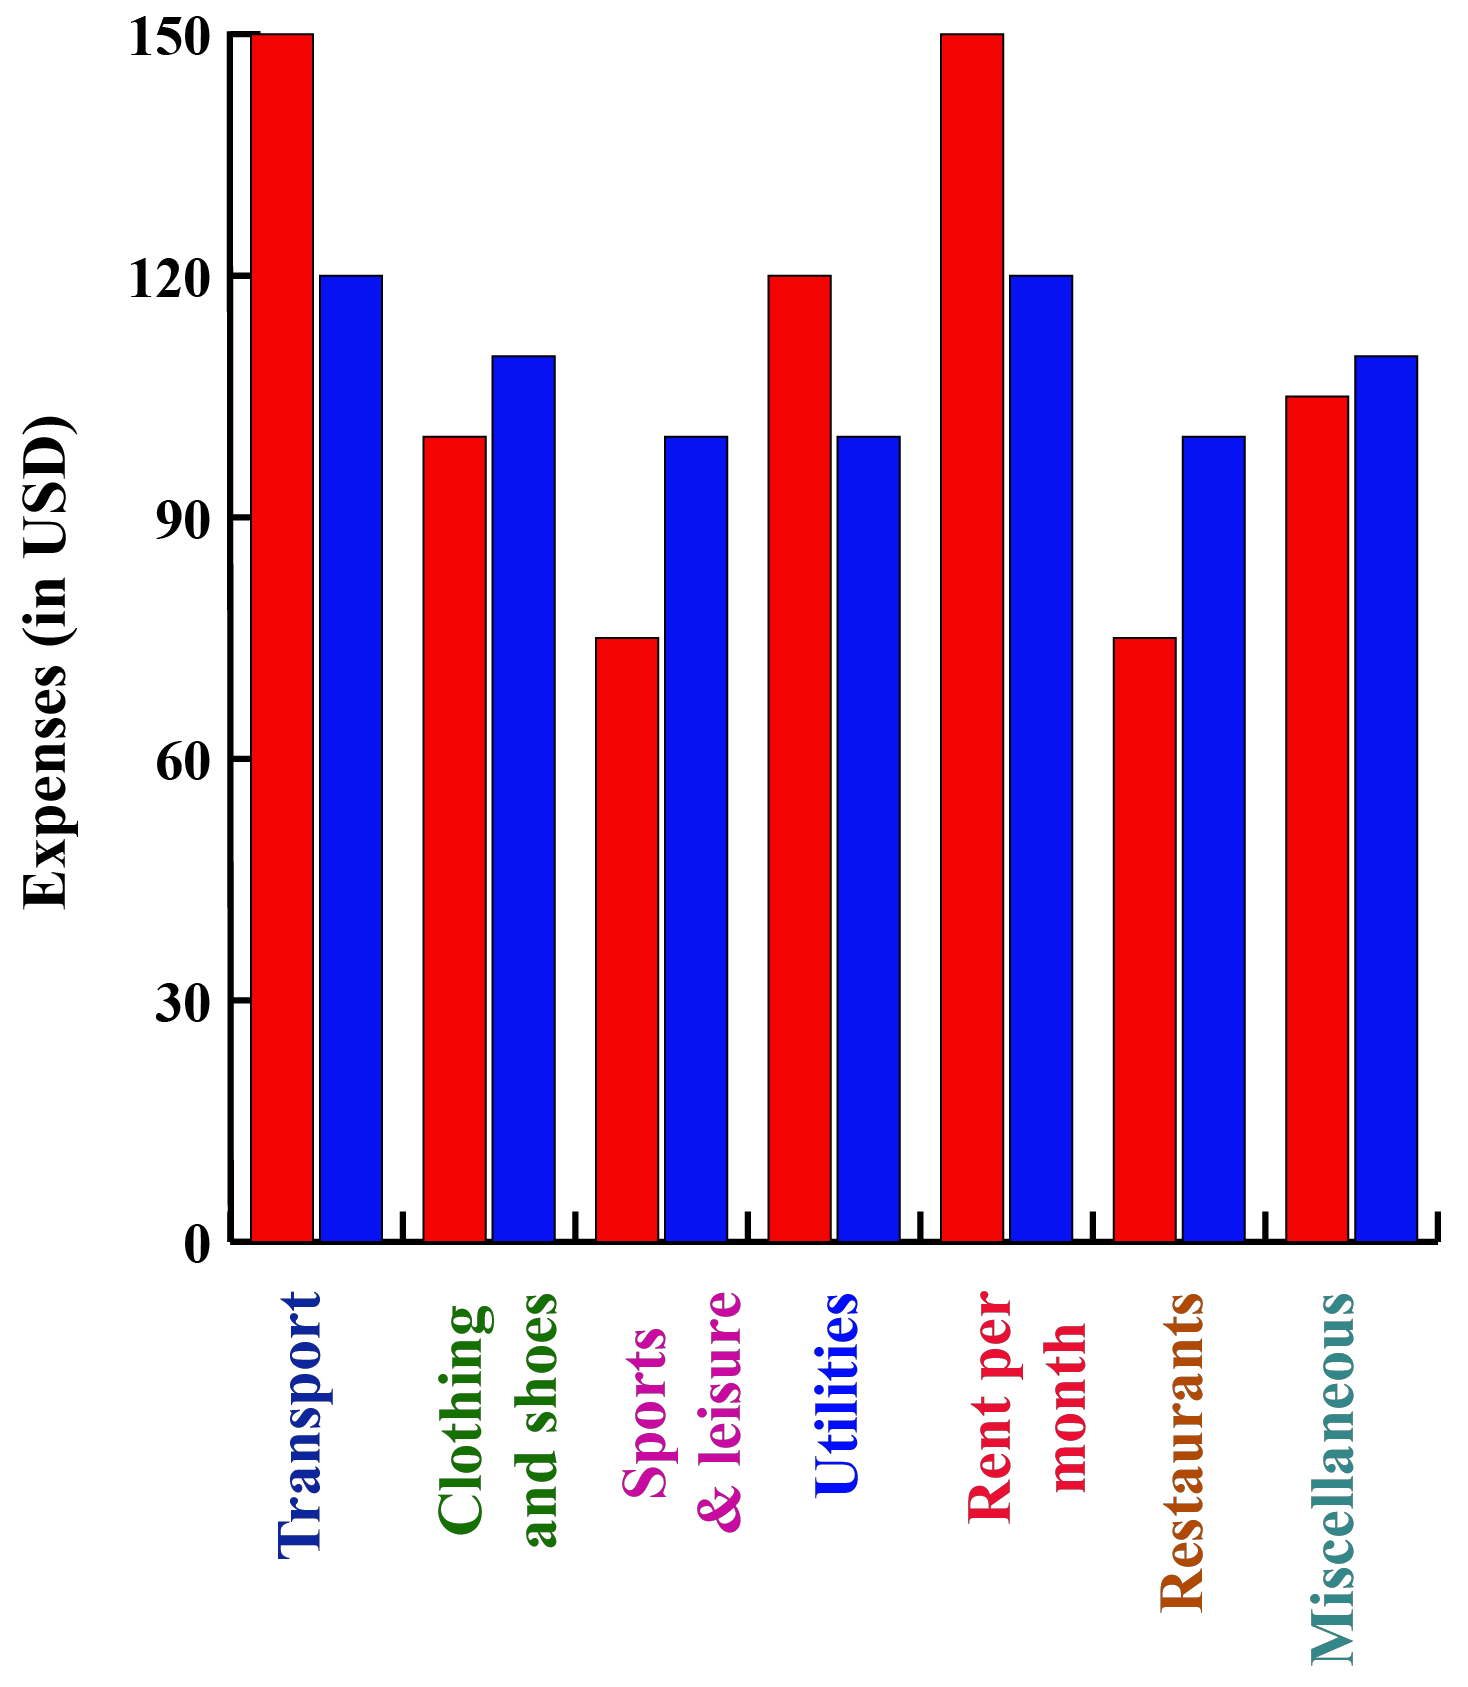 150
120
90
60
30
0
Expenses (in USD)
Transport
Clothing
and shoes
Sports
& leisure
Utilities
Rent per
month
Restaurants
Miscellaneous